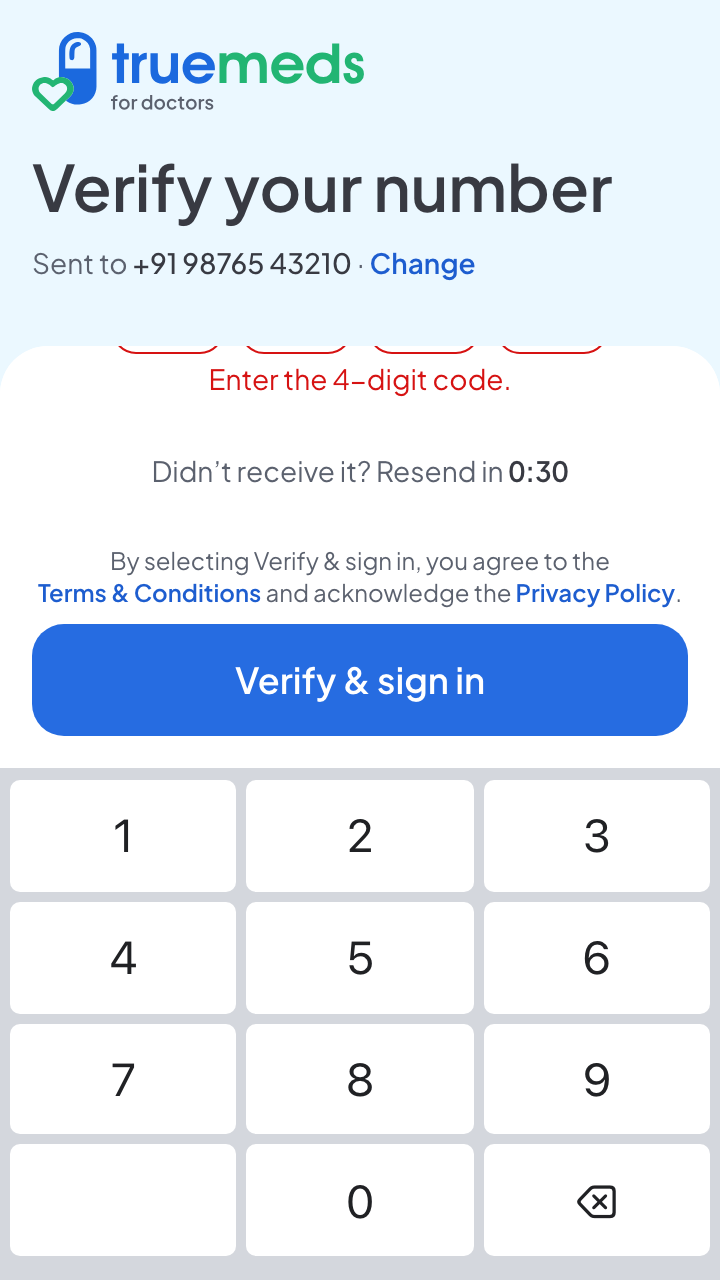 truemeds
for doctors
Verify your number
Sent to +91 98765 43210 · Change
Enter the 4–digit code.
Didn’t receive it? Resend in 0:30
By selecting Verify & sign in, you agree to the
Terms & Conditions and acknowledge the Privacy Policy.
Verify & sign in
1 2 3
4 5 6
7 8 9
0